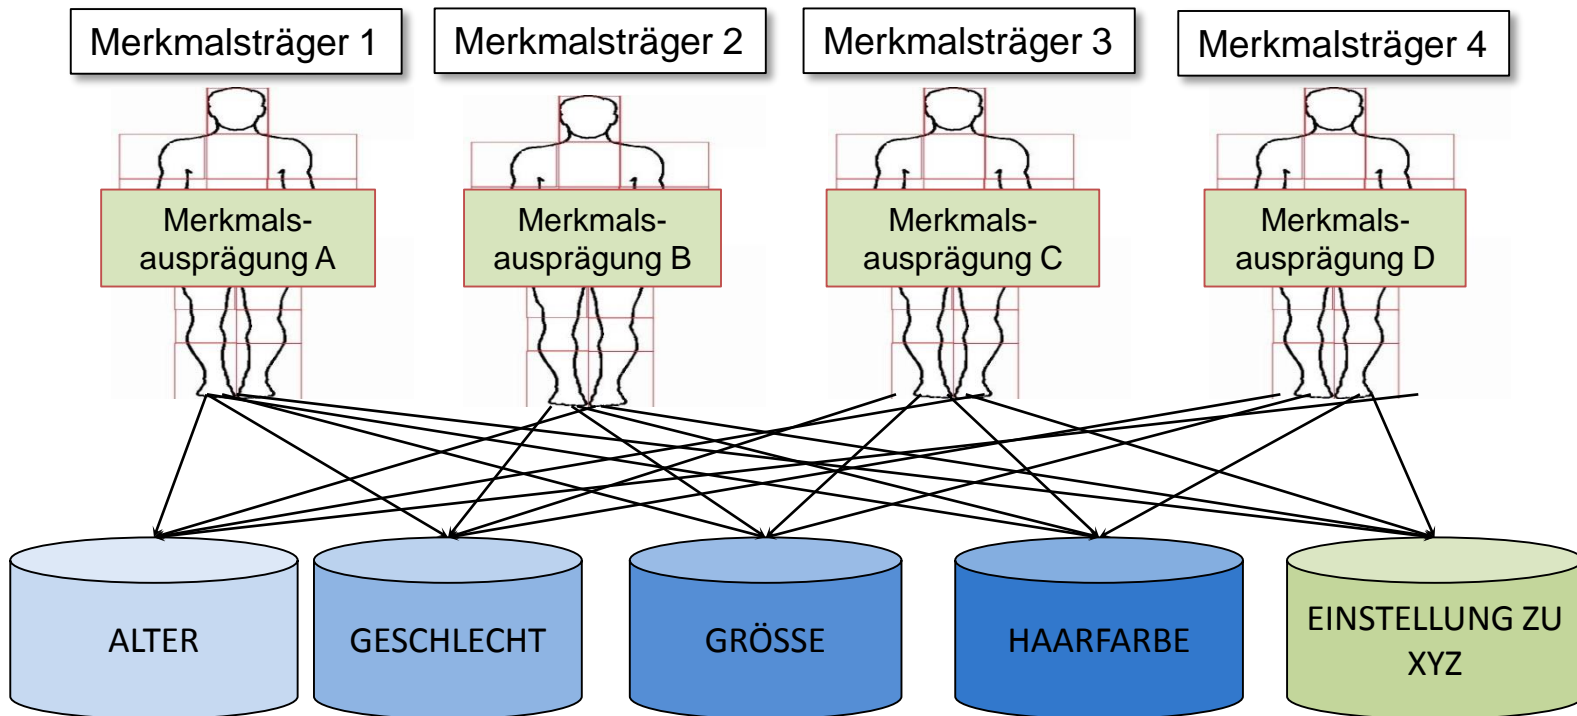 Merkmalsträger 1
Merkmalsträger 2
Merkmalsträger 3
Merkmalsträger 4
Merkmals-
ausprägung A
Merkmals-
ausprägung B
Merkmals-
ausprägung C
Merkmals-
ausprägung D
ALTER
GESCHLECHT
GRÖSSE
HAARFARBE
EINSTELLUNG ZU
XYZ